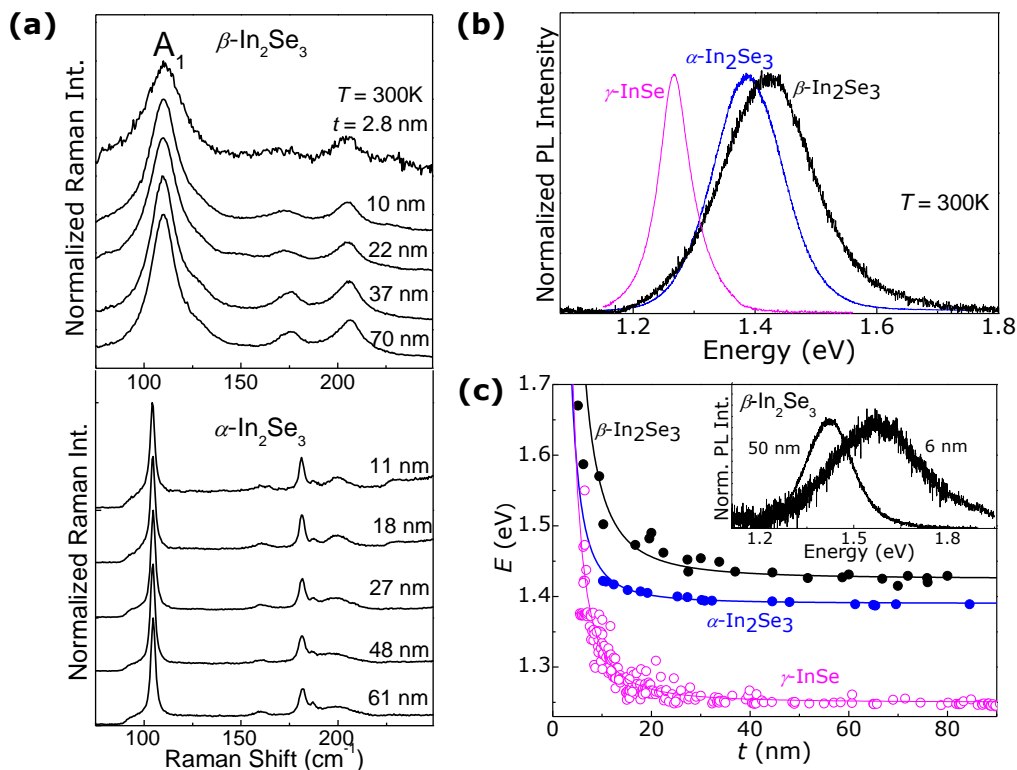 (a)
Normalized Raman Int.
A₁
β-In₂Se₃
T = 300K
t = 2.8 nm
10 nm
22 nm
37 nm
70 nm
100 150 200
Normalized Raman Int.
α-In₂Se₃
11 nm
18 nm
27 nm
48 nm
61 nm
100 150 200
Raman Shift (cm⁻¹)
(b)
Normalized PL Intensity
γ-InSe
α-In₂Se₃
β-In₂Se₃
T = 300K
1.2 1.4 1.6 1.8
Energy (eV)
(c)
E (eV)
1.7
1.6
1.5
1.4
1.3
β-In₂Se₃
α-In₂Se₃
γ-InSe
0 20 40 60 80
t (nm)
Norm. PL Int.
β-In₂Se₃
50 nm
6 nm
1.2 1.5 1.8
Energy (eV)